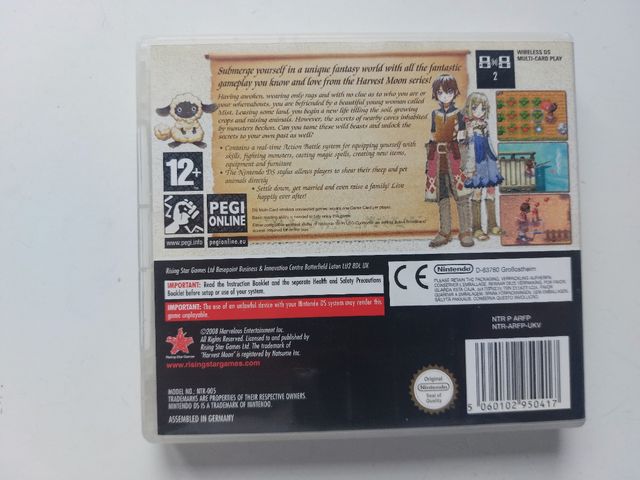 Submerge yourself in a unique fantasy world with all the fantastic
gameplay you know and love from the Harvest Moon series!
Having awoken, wearing only rags and with no clue as to who you are or
your whereabouts, you are befriended by a beautiful young woman called
Mist. Leasing some land, you begin a new life tilling the soil, growing
crops and raising animals. However, the secrets of nearby caves inhabited
by monsters beckon. Can you tame these wild beasts and unlock the
secrets to your own past as well?
• Contains a real-time Action Battle system for equipping yourself with
skills, fighting monsters, casting magic spells, creating new items,
equipment and furniture
• The Nintendo DS stylus allows players to shear their sheep and pet
animals directly
• Settle down, get married and even raise a family! Live
happily ever after!
WIRELESS DS
MULTI-CARD PLAY
2
12+
www.pegi.info
PEGI
ONLINE
pegionline.eu
Rising Star Games Ltd Basepoint Business & Innovation Centre Butterfield Luton LU2 8DL UK
IMPORTANT: Read the Instruction Booklet and the separate Health and Safety Precautions
Booklet before setup or use of your system.
IMPORTANT: The use of an unlawful device with your Nintendo DS system may render this
game unplayable.
CE
Nintendo
D-63760 Großostheim
Rising Star Games
©2008 Marvelous Entertainment Inc.
All Rights Reserved. Licensed to and published by
Rising Star Games Ltd. The trademark of
"Harvest Moon" is registered by Natsume Inc.
www.risingstargames.com
NTR P ARFP
NTR-ARFP-UKV
MODEL NO.: NTR-005
TRADEMARKS ARE PROPERTIES OF THEIR RESPECTIVE OWNERS.
NINTENDO DS IS A TRADEMARK OF NINTENDO.
ASSEMBLED IN GERMANY
Original
Nintendo
Seal of
Quality
5 060102 950417